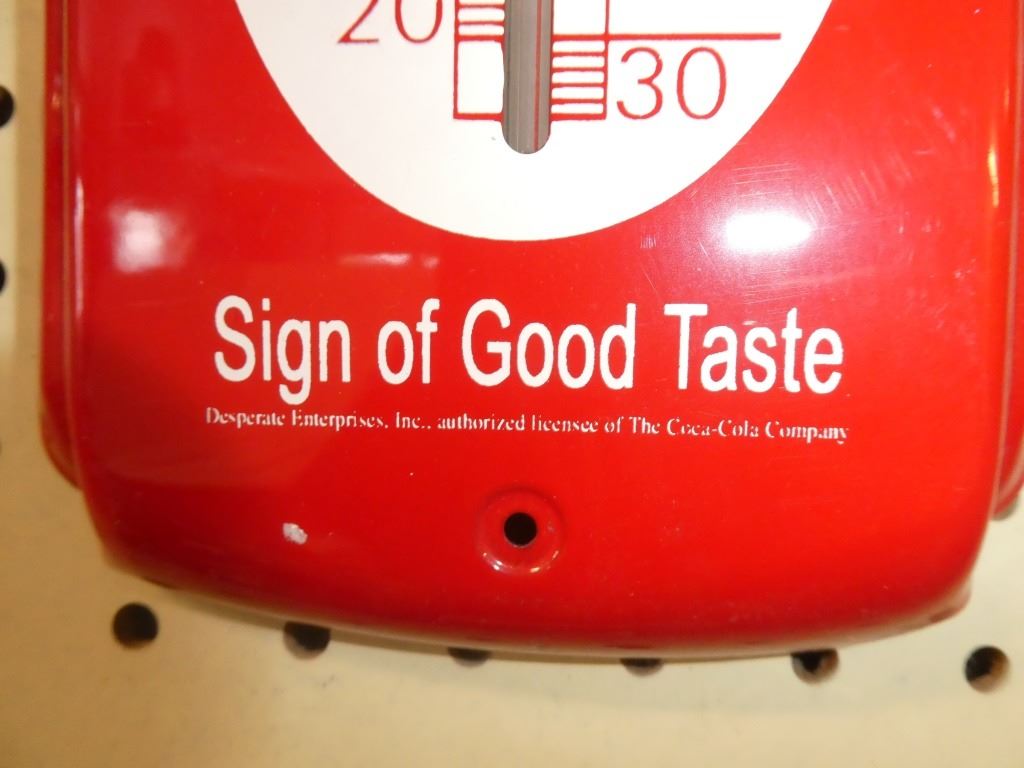 20
30
Sign of Good Taste
Desperate Enterprises, Inc., authorized licensee of The Coca-Cola Company